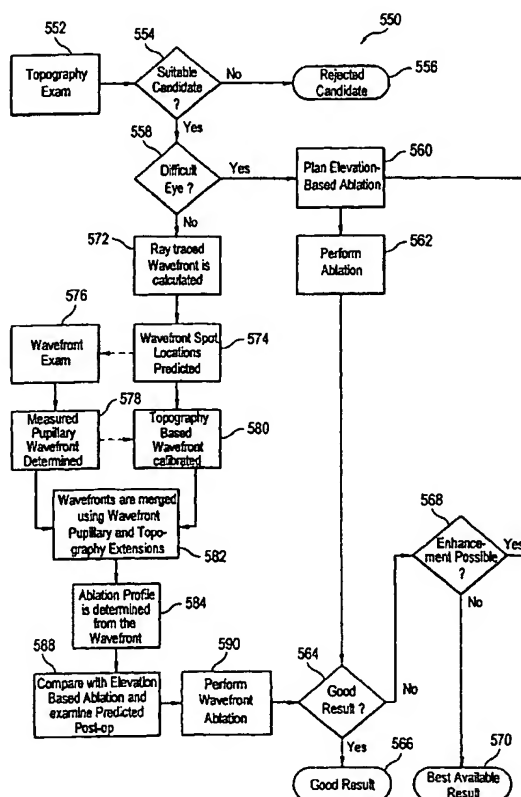 552
554
550
Topography
Exam
Suitable
Candidate
?
No
Rejected
Candidate
556
Yes
558
Difficult
Eye ?
Yes
Plan Elevation-
Based Ablation
560
No
572
Ray traced
Wavefront is
calculated
Perform
Ablation
562
576
Wavefront
Exam
Wavefront Spot
Locations
Predicted
574
578
Measured
Pupillary
Wavefront
Determined
Topography
Based
Wavefront
calibrated
580
Wavefronts are merged
using Wavefront
Pupillary and Topo-
graphy Extensions
582
568
Enhance-
ment Possible
?
Yes
No
Ablation Profile
is determined
from the
Wavefront
584
588
Compare with Elevation
Based Ablation and
examine Predicted
Post-op
590
Perform
Wavefront
Ablation
564
Good
Result ?
No
Yes
566
Good Result
570
Best Available
Result